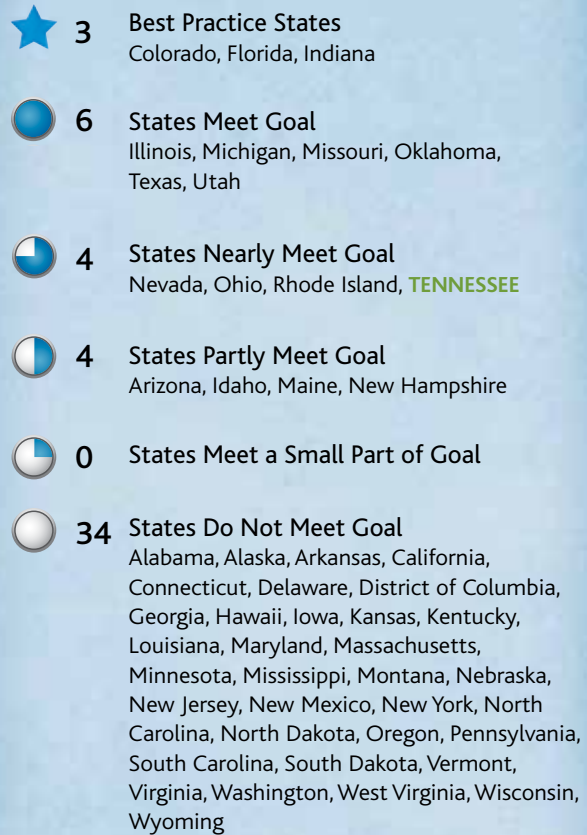 3 Best Practice States
Colorado, Florida, Indiana
6 States Meet Goal
Illinois, Michigan, Missouri, Oklahoma,
Texas, Utah
4 States Nearly Meet Goal
Nevada, Ohio, Rhode Island, TENNESSEE
4 States Partly Meet Goal
Arizona, Idaho, Maine, New Hampshire
0 States Meet a Small Part of Goal
34 States Do Not Meet Goal
Alabama, Alaska, Arkansas, California,
Connecticut, Delaware, District of Columbia,
Georgia, Hawaii, Iowa, Kansas, Kentucky,
Louisiana, Maryland, Massachusetts,
Minnesota, Mississippi, Montana, Nebraska,
New Jersey, New Mexico, New York, North
Carolina, North Dakota, Oregon, Pennsylvania,
South Carolina, South Dakota, Vermont,
Virginia, Washington, West Virginia, Wisconsin,
Wyoming